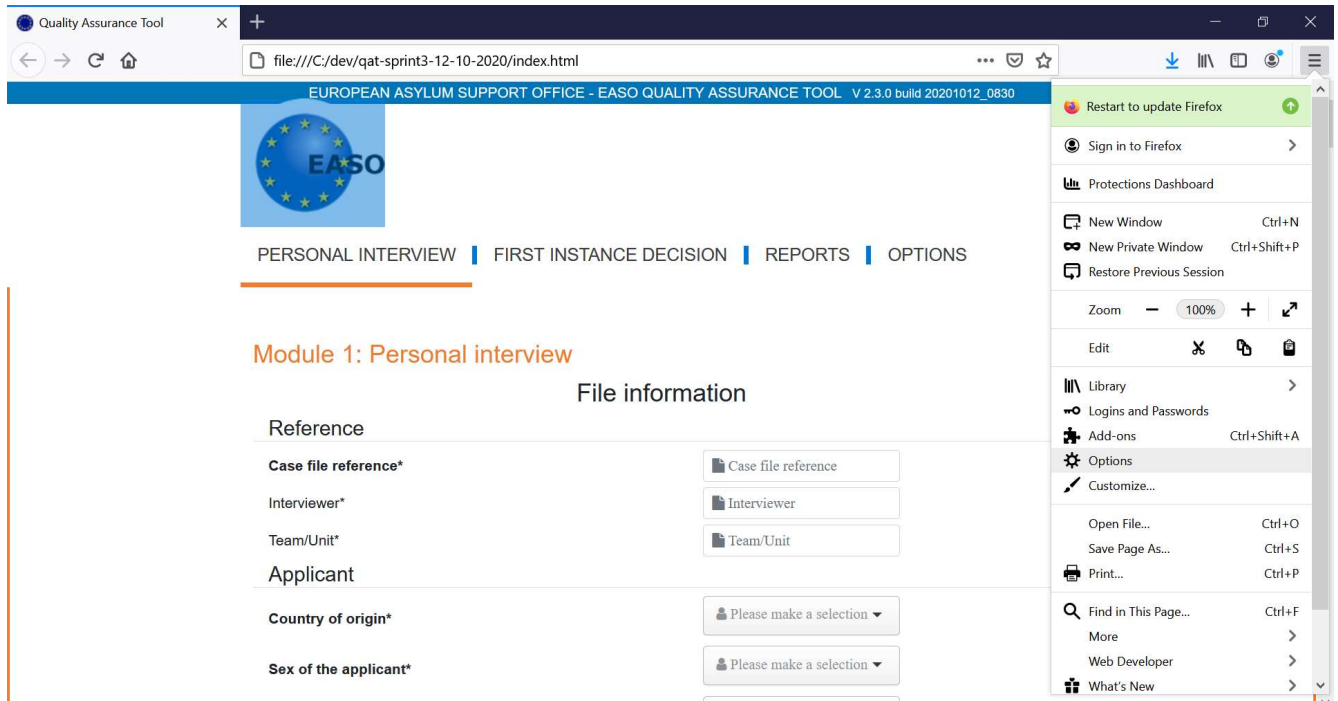 Quality Assurance Tool
file:///C:/dev/qat-sprint3-12-10-2020/index.html
EUROPEAN ASYLUM SUPPORT OFFICE - EASO QUALITY ASSURANCE TOOL V 2.3.0 build 20201012_0830
EASO
PERSONAL INTERVIEW FIRST INSTANCE DECISION REPORTS OPTIONS
Module 1: Personal interview
File information
Reference
Case file reference* Case file reference
Interviewer* Interviewer
Team/Unit* Team/Unit
Applicant
Country of origin* Please make a selection
Sex of the applicant* Please make a selection
Restart to update Firefox
Sign in to Firefox
Protections Dashboard
New Window Ctrl+N
New Private Window Ctrl+Shift+P
Restore Previous Session
Zoom 100%
Edit
Library
Logins and Passwords
Add-ons Ctrl+Shift+A
Options
Customize...
Open File... Ctrl+O
Save Page As... Ctrl+S
Print... Ctrl+P
Find in This Page... Ctrl+F
More
Web Developer
What's New